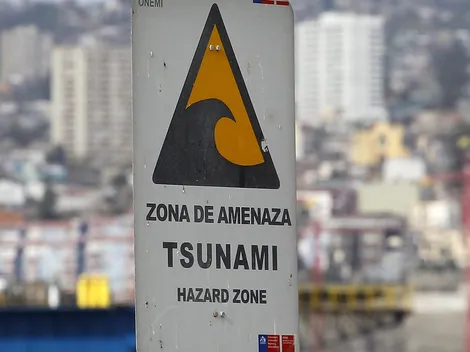 ONEMI
ZONA DE AMENAZA
TSUNAMI
HAZARD ZONE